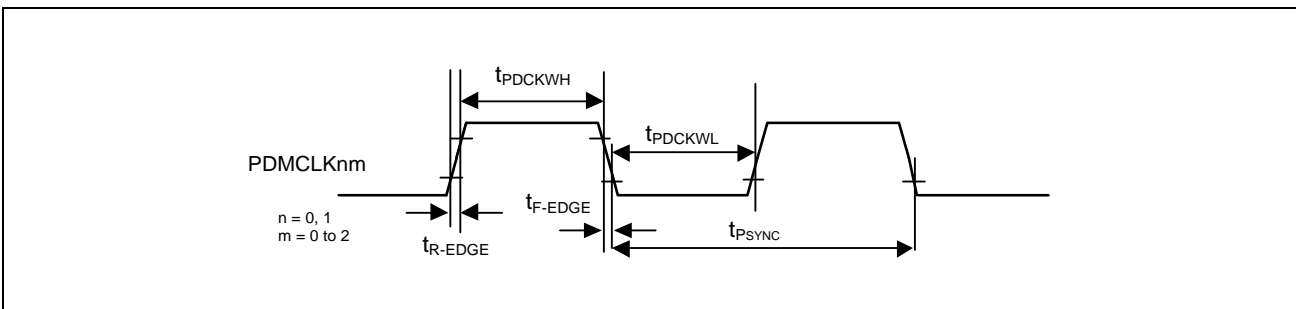 tPDCKWH
tPDCKWL
PDMCLKnm
tF-EDGE
n = 0, 1
m = 0 to 2
tPSYNC
tR-EDGE